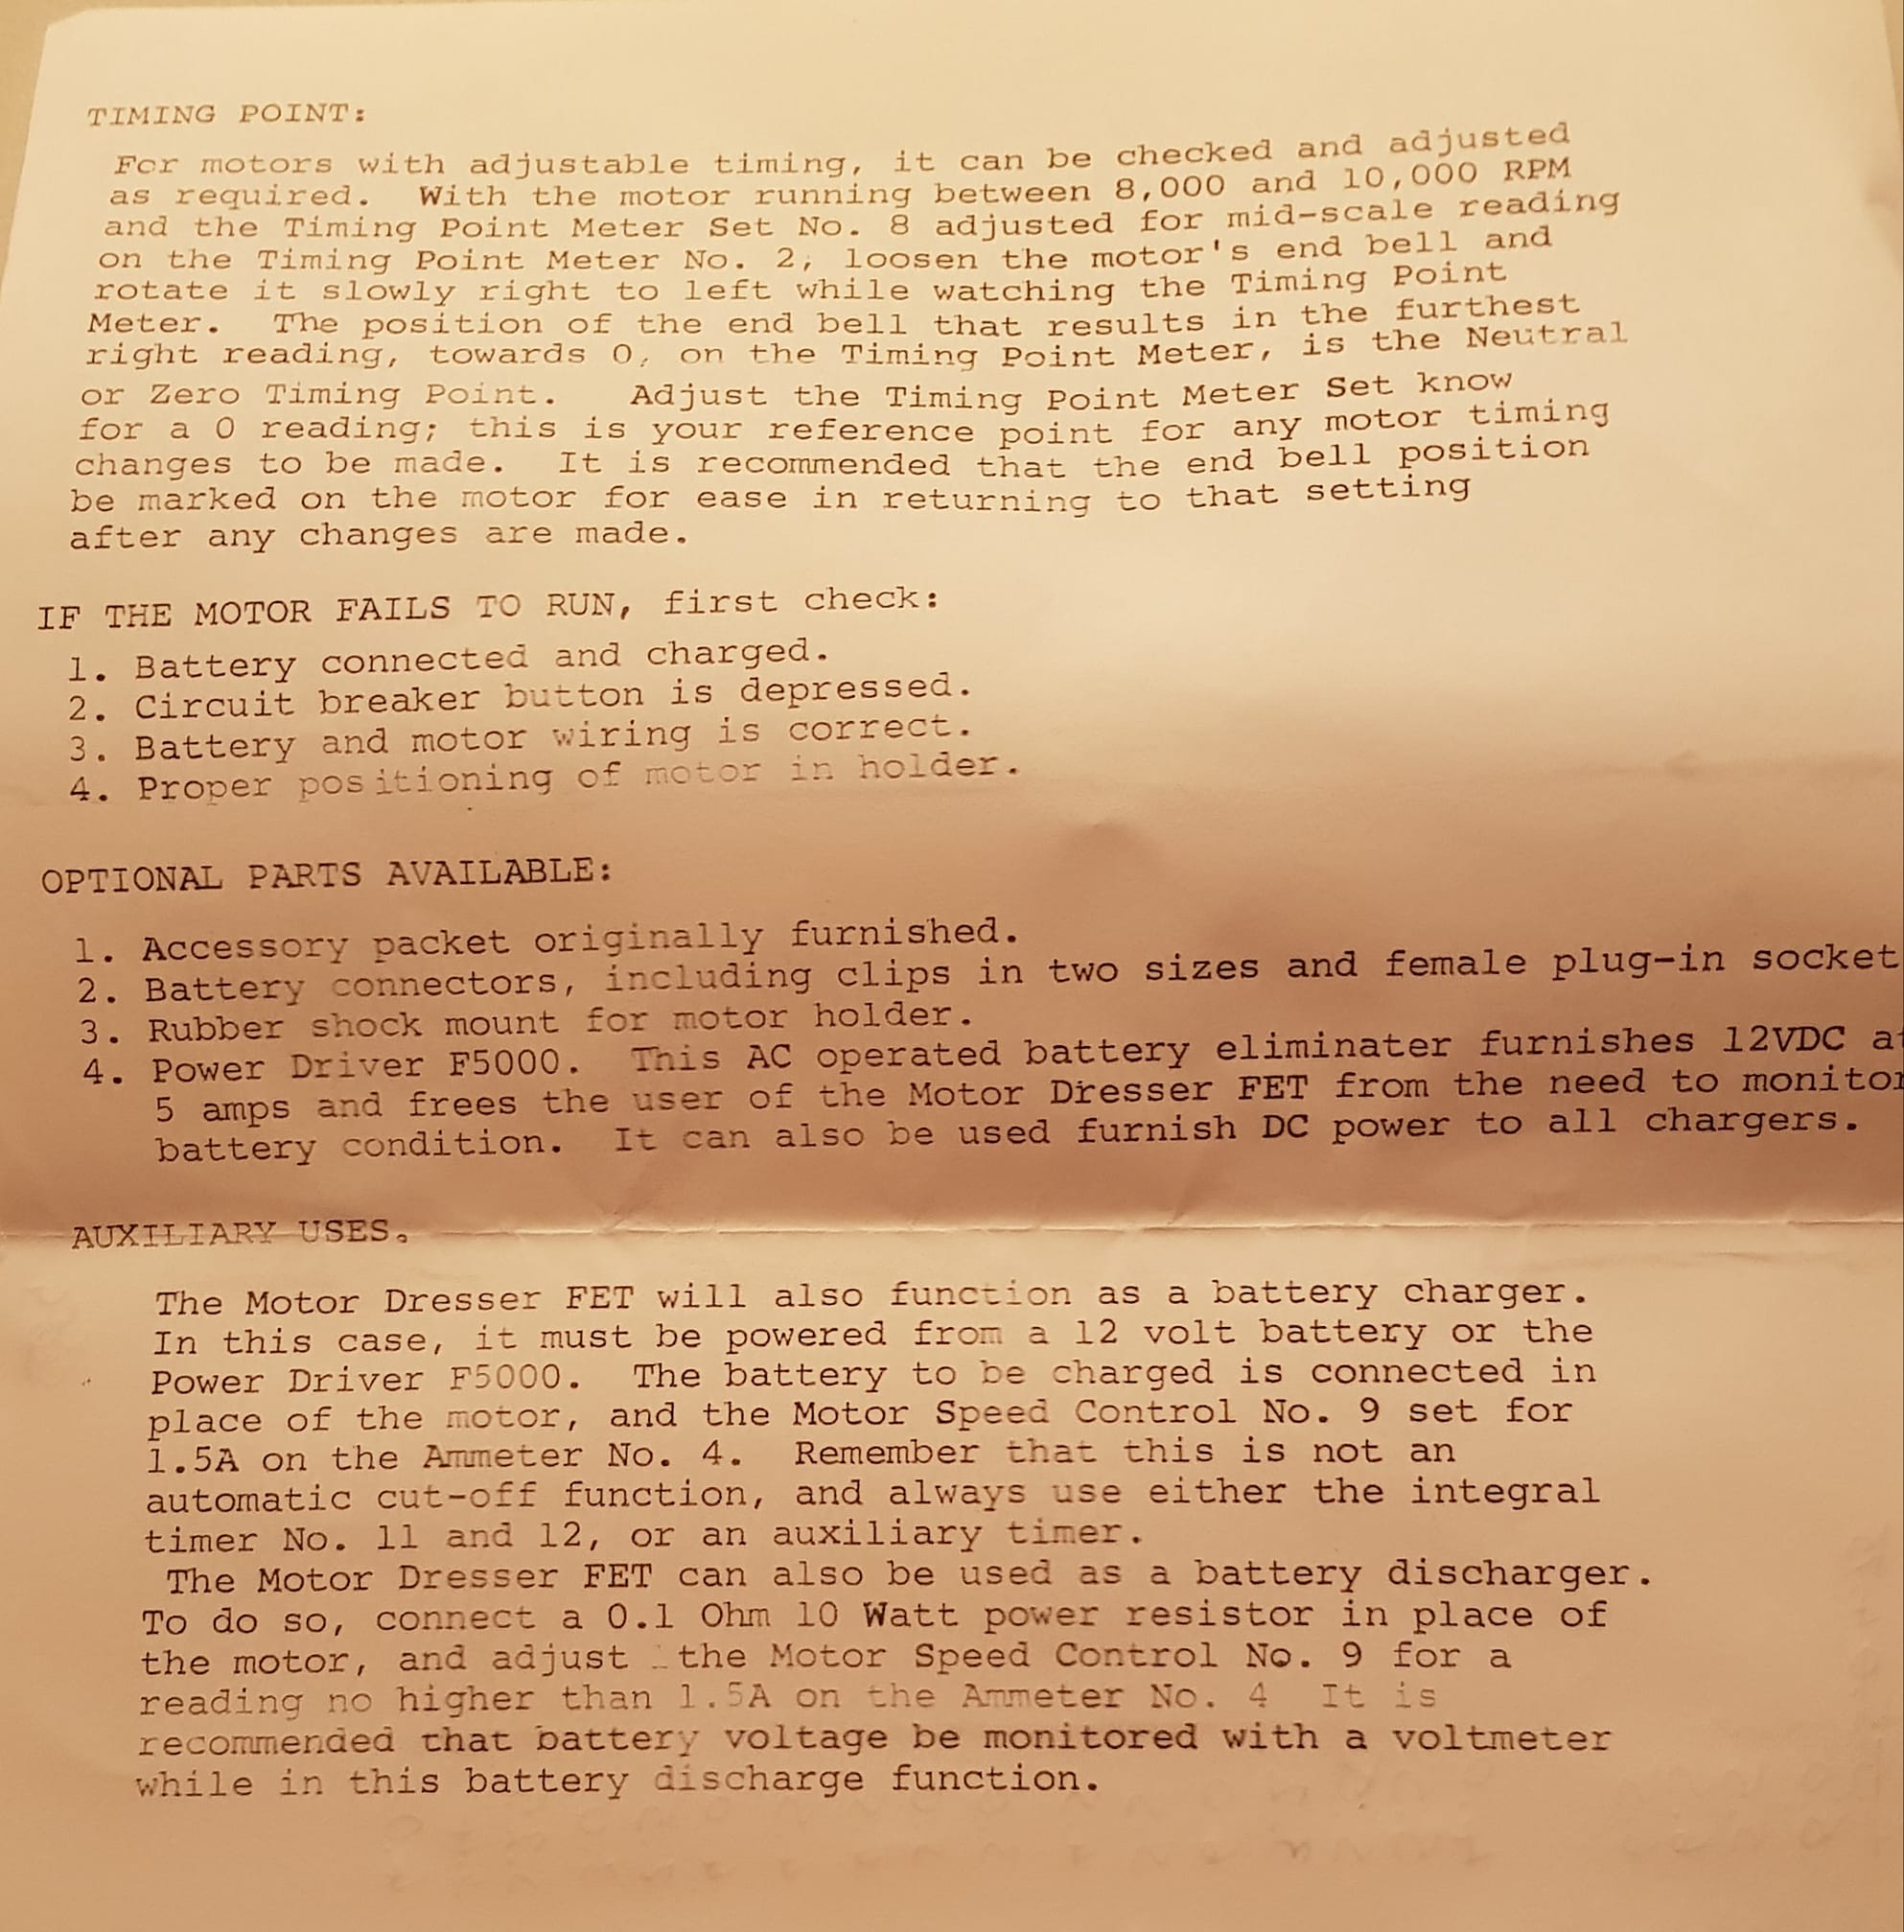 TIMING POINT:
For motors with adjustable timing, it can be checked and adjusted
as required. With the motor running between 8,000 and 10,000 RPM
and the Timing Point Meter Set No. 8 adjusted for mid-scale reading
on the Timing Point Meter No. 2, loosen the motor's end bell and
rotate it slowly right to left while watching the Timing Point
Meter. The position of the end bell that results in the furthest
right reading, towards 0, on the Timing Point Meter, is the Neutral
or Zero Timing Point. Adjust the Timing Point Meter Set know
for a 0 reading; this is your reference point for any motor timing
changes to be made. It is recommended that the end bell position
be marked on the motor for ease in returning to that setting
after any changes are made.
IF THE MOTOR FAILS TO RUN, first check:
1. Battery connected and charged.
2. Circuit breaker button is depressed.
3. Battery and motor wiring is correct.
4. Proper positioning of motor in holder.
OPTIONAL PARTS AVAILABLE:
1. Accessory packet originally furnished.
2. Battery connectors, including clips in two sizes and female plug-in socket
3. Rubber shock mount for motor holder.
4. Power Driver F5000. This AC operated battery eliminater furnishes 12VDC at
5 amps and frees the user of the Motor Dresser FET from the need to monitor
battery condition. It can also be used furnish DC power to all chargers.
AUXILIARY USES.
The Motor Dresser FET will also function as a battery charger.
In this case, it must be powered from a 12 volt battery or the
Power Driver F5000. The battery to be charged is connected in
place of the motor, and the Motor Speed Control No. 9 set for
1.5A on the Ammeter No. 4. Remember that this is not an
automatic cut-off function, and always use either the integral
timer No. 11 and 12, or an auxiliary timer.
The Motor Dresser FET can also be used as a battery discharger.
To do so, connect a 0.1 Ohm 10 Watt power resistor in place of
the motor, and adjust the Motor Speed Control No. 9 for a
reading no higher than 1.5A on the Ammeter No. 4 It is
recommended that battery voltage be monitored with a voltmeter
while in this battery discharge function.